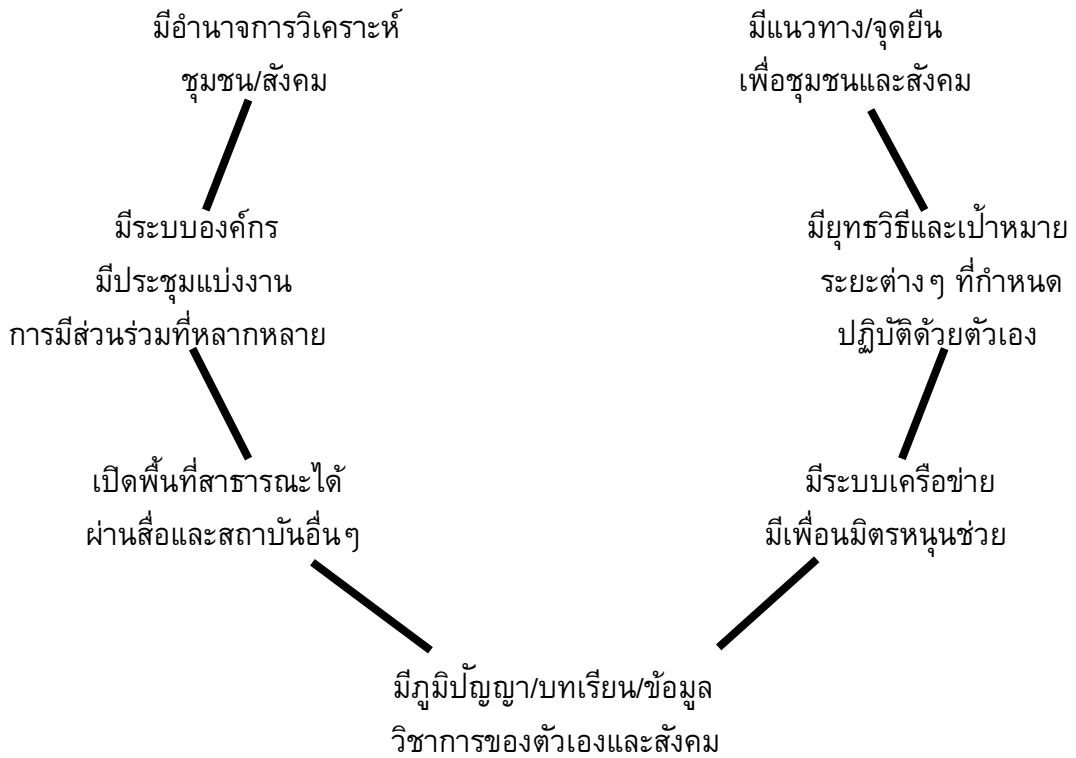 มีอำนาจการวิเคราะห์
ชุมชน/สังคม
มีแนวทาง/จุดยืน
เพื่อชุมชนและสังคม
มีระบบองค์กร
มีประชุมแบ่งงาน
การมีส่วนร่วมที่หลากหลาย
มียุทธวิธีและเป้าหมาย
ระยะต่างๆ ที่กำหนด
ปฏิบัติด้วยตัวเอง
เปิดพื้นที่สาธารณะได้
ผ่านสื่อและสถาบันอื่นๆ
มีระบบเครือข่าย
มีเพื่อนมิตรหนุนช่วย
มีภูมิปัญญา/บทเรียน/ข้อมูล
วิชาการของตัวเองและสังคม